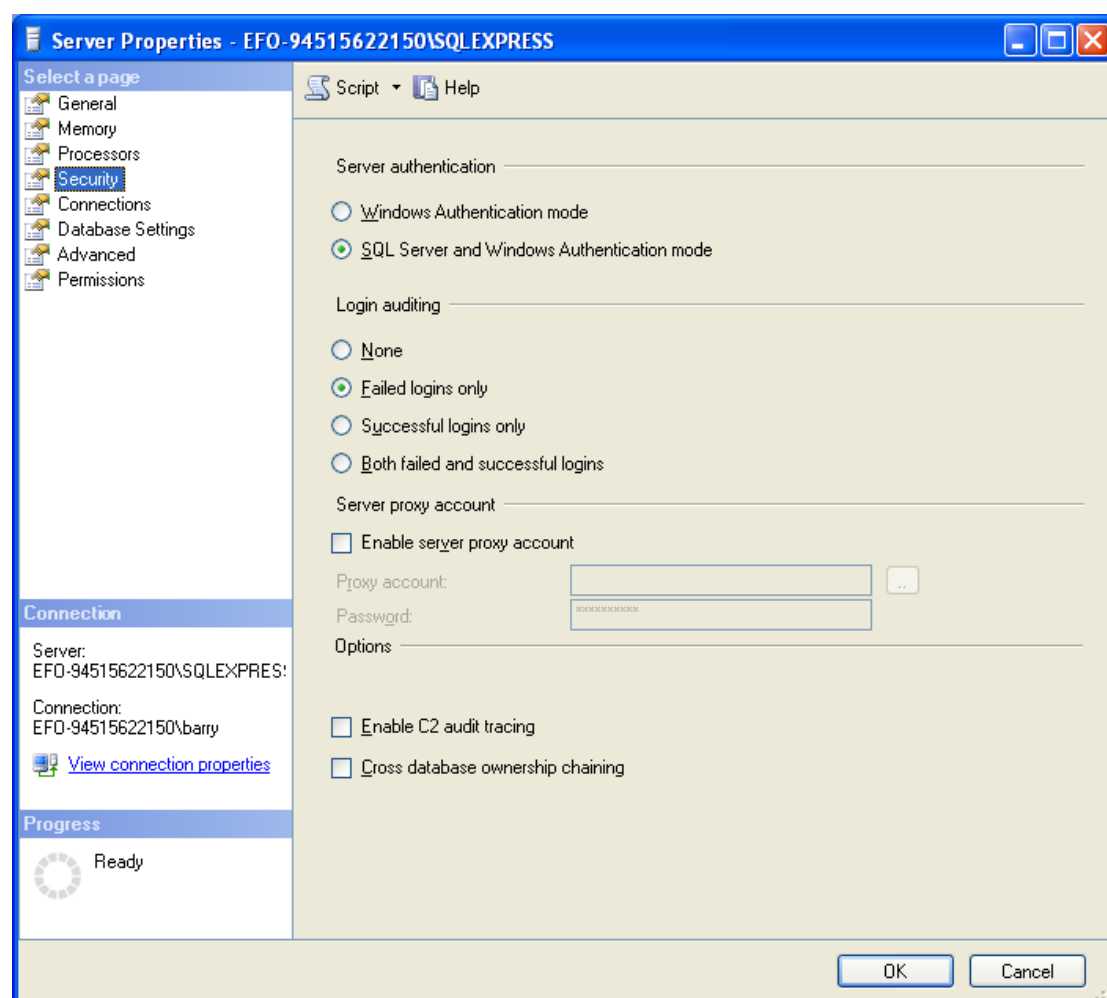 Server Properties - EFO-94515622150\SQLEXPRESS
Select a page
General
Memory
Processors
Security
Connections
Database Settings
Advanced
Permissions
Script
Help
Server authentication
Windows Authentication mode
SQL Server and Windows Authentication mode
Login auditing
None
Failed logins only
Successful logins only
Both failed and successful logins
Server proxy account
Enable server proxy account
Proxy account:
..
Password:
**********
Options
Enable C2 audit tracing
Cross database ownership chaining
Connection
Server:
EFO-94515622150\SQLEXPRES
Connection:
EFO-94515622150\barry
View connection properties
Progress
Ready
OK
Cancel